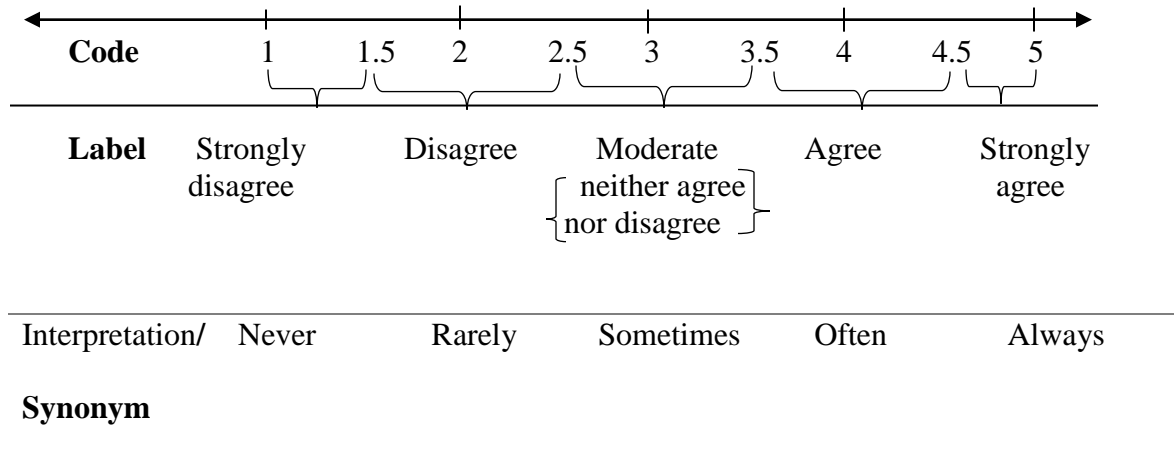 Code 1 1.5 2 2.5 3 3.5 4 4.5 5
Label Strongly Disagree Moderate Agree Strongly
disagree neither agree agree
nor disagree
Interpretation/ Never Rarely Sometimes Often Always
Synonym